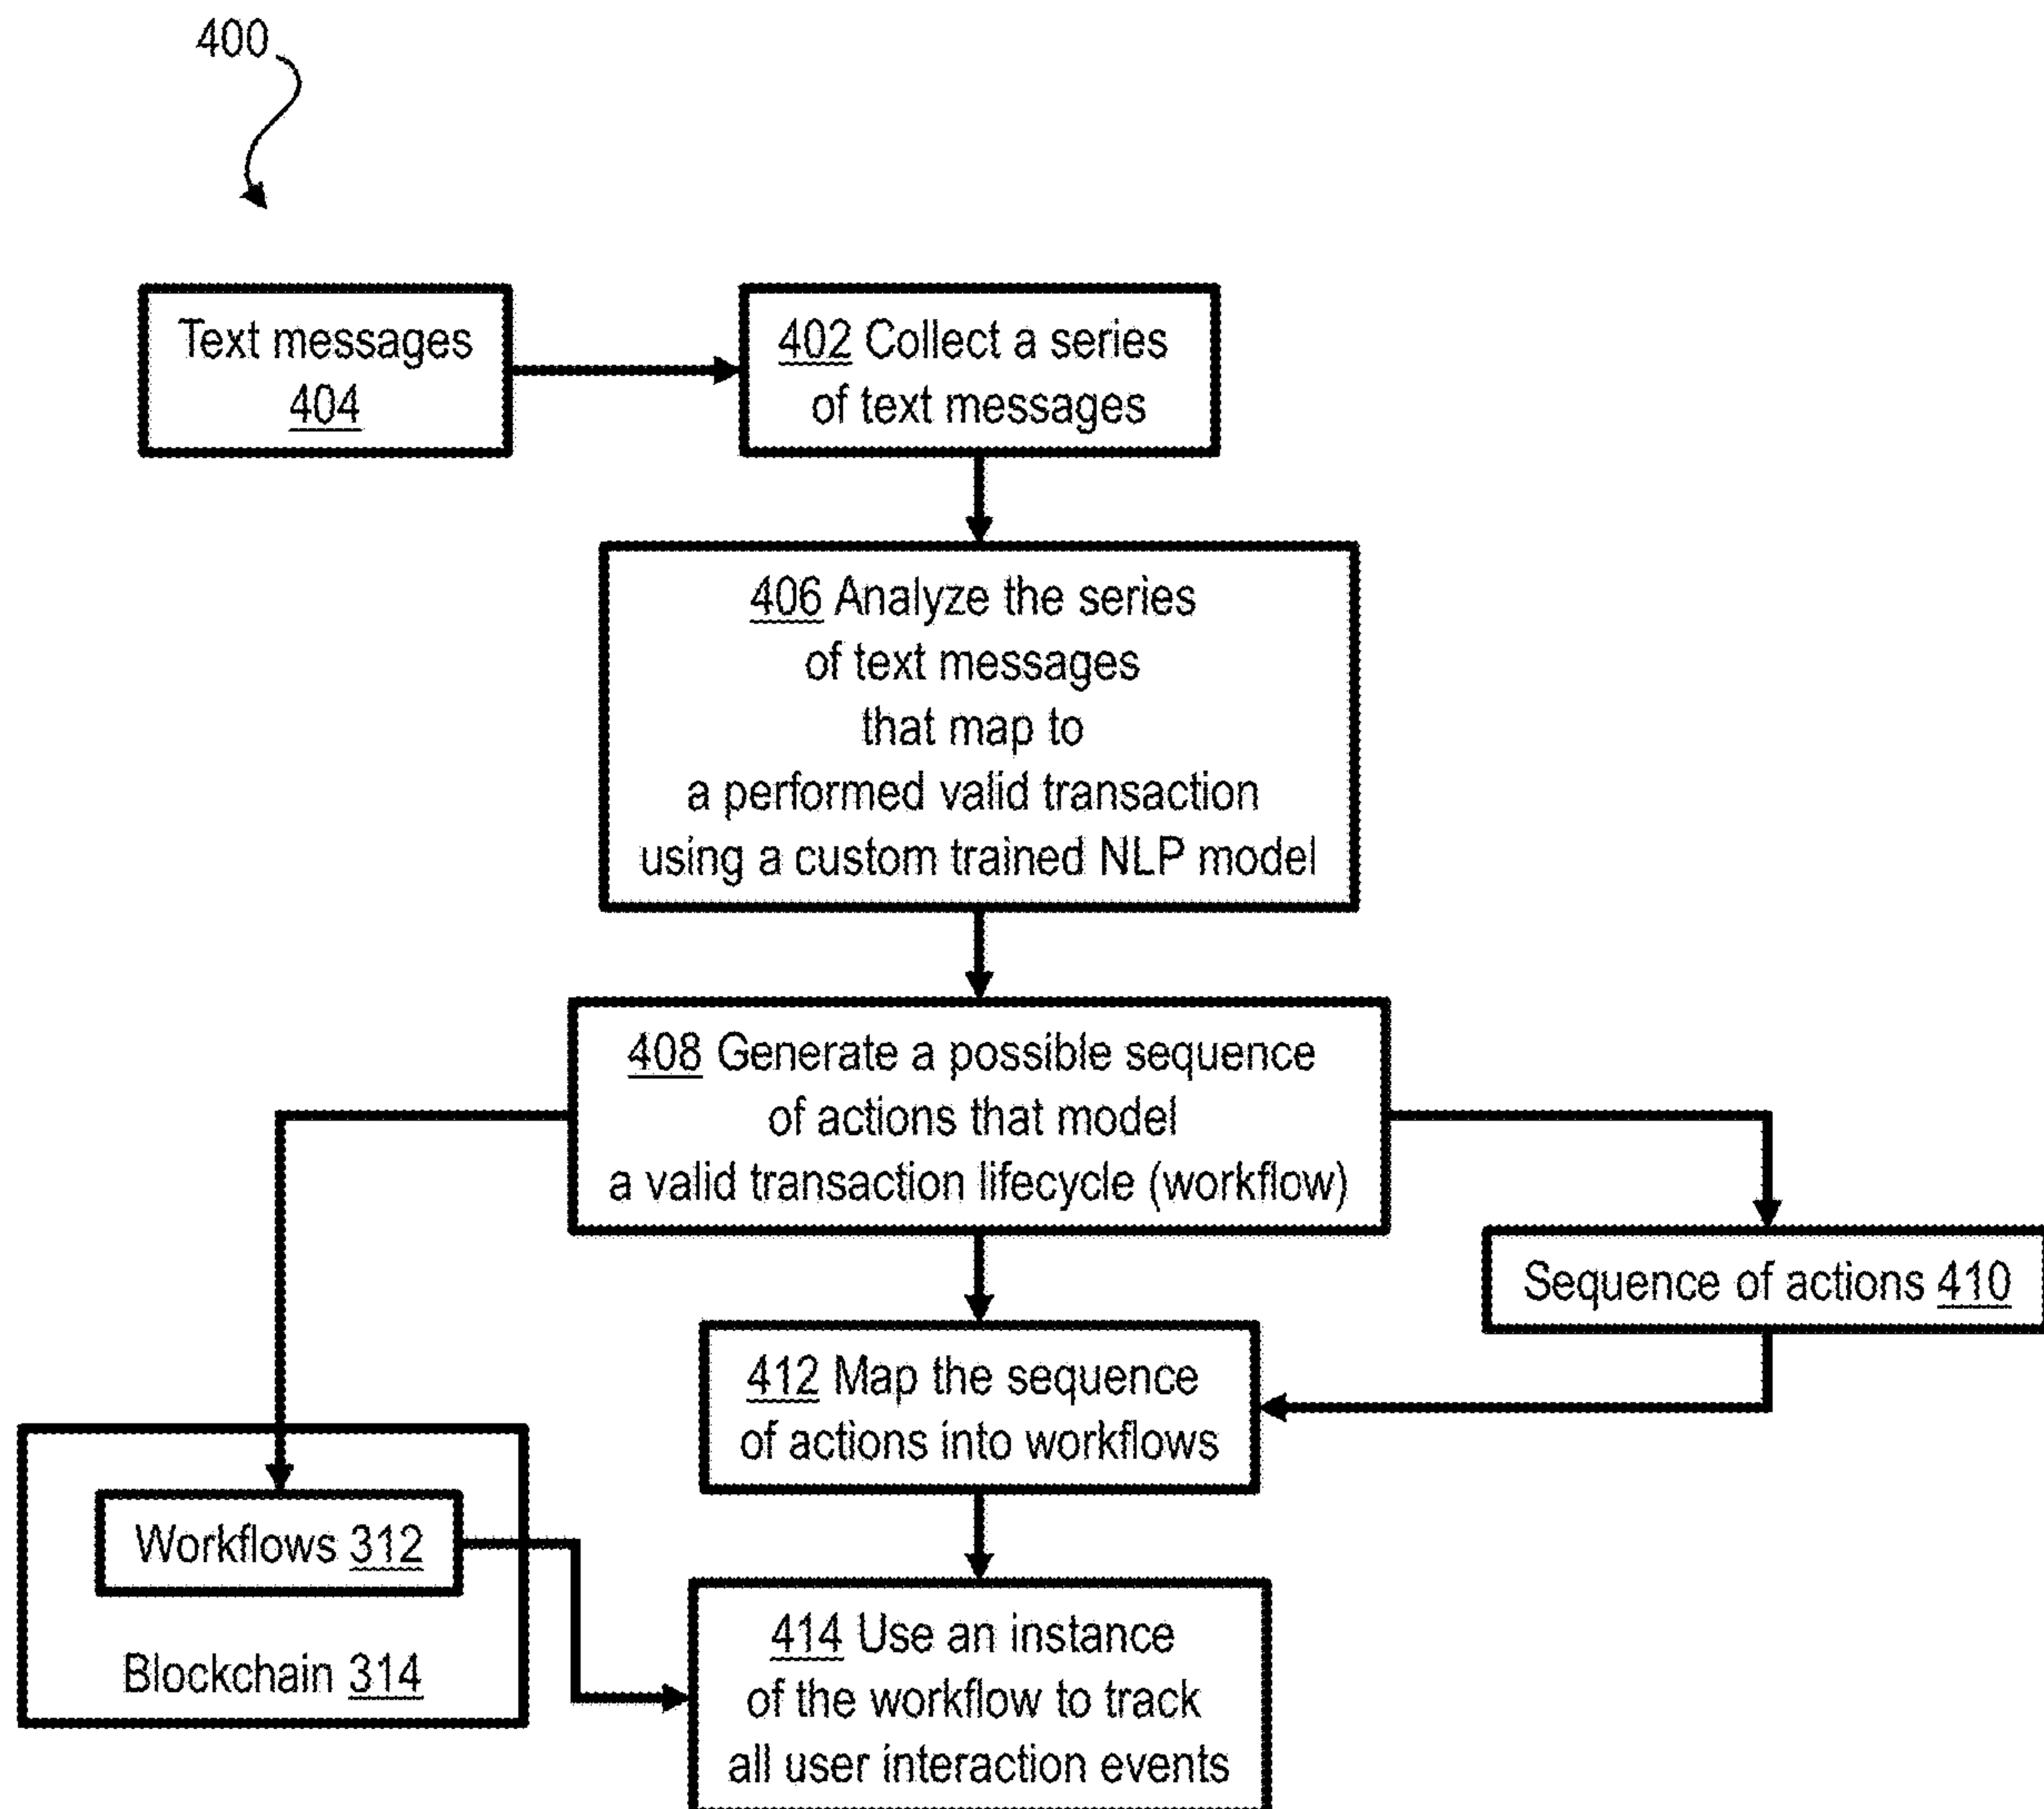 400
Text messages
404
402 Collect a series
of text messages
406 Analyze the series
of text messages
that map to
a performed valid transaction
using a custom trained NLP model
408 Generate a possible sequence
of actions that model
a valid transaction lifecycle (workflow)
Sequence of actions 410
412 Map the sequence
of actions into workflows
Workflows 312
Blockchain 314
414 Use an instance
of the workflow to track
all user interaction events